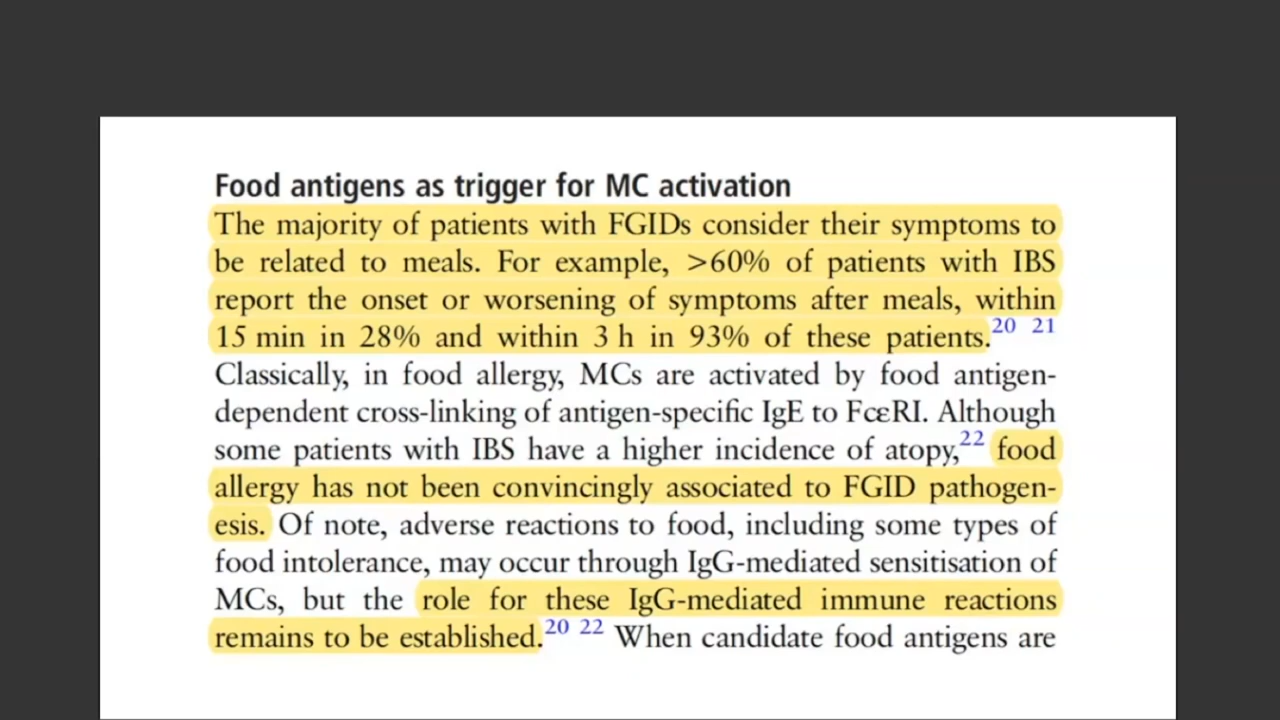 Food antigens as trigger for MC activation
The majority of patients with FGIDs consider their symptoms to
be related to meals. For example, >60% of patients with IBS
report the onset or worsening of symptoms after meals, within
15 min in 28% and within 3 h in 93% of these patients.20 21
Classically, in food allergy, MCs are activated by food antigen-
dependent cross-linking of antigen-specific IgE to FcεRI. Although
some patients with IBS have a higher incidence of atopy,22 food
allergy has not been convincingly associated to FGID pathogen-
esis. Of note, adverse reactions to food, including some types of
food intolerance, may occur through IgG-mediated sensitisation of
MCs, but the role for these IgG-mediated immune reactions
remains to be established.20 22 When candidate food antigens are